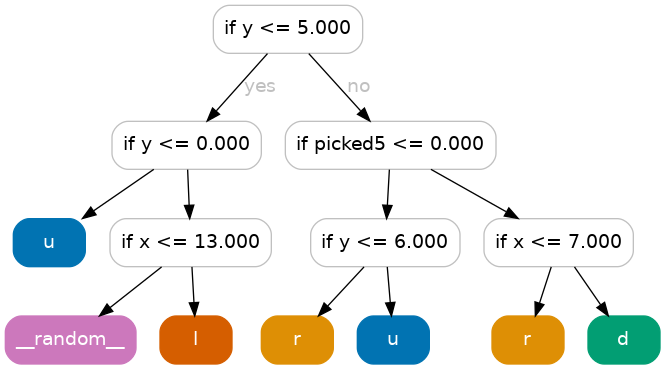 if y <= 5.000
yes
no
if y <= 0.000
if picked5 <= 0.000
u
if x <= 13.000
if y <= 6.000
if x <= 7.000
__random__
l
r
u
r
d